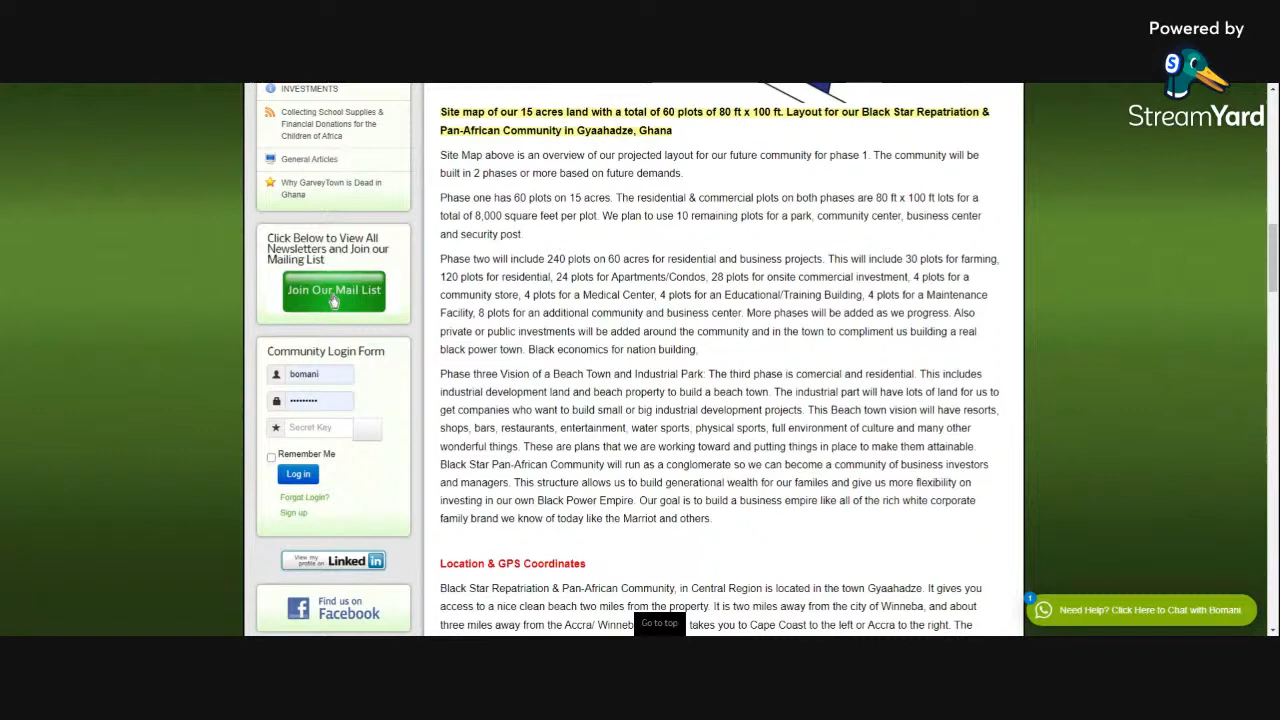 Powered by
StreamYard
INVESTMENTS
Collecting School Supplies &
Financial Donations for the
Children of Africa
General Articles
Why GarveyTown is Dead in
Ghana
Click Below to View All
Newsletters and Join our
Mailing List
Join Our Mail List
Community Login Form
bomani
•••••••••
Secret Key
Remember Me
Log in
Forgot Login?
Sign up
View my
profile on LinkedIn
Find us on
Facebook
Site map of our 15 acres land with a total of 60 plots of 80 ft x 100 ft. Layout for our Black Star Repatriation &
Pan-African Community in Gyaahadze, Ghana
Site Map above is an overview of our projected layout for our future community for phase 1. The community will be
built in 2 phases or more based on future demands.
Phase one has 60 plots on 15 acres. The residential & commercial plots on both phases are 80 ft x 100 ft lots for a
total of 8,000 square feet per plot. We plan to use 10 remaining plots for a park, community center, business center
and security post.
Phase two will include 240 plots on 60 acres for residential and business projects. This will include 30 plots for farming,
120 plots for residential, 24 plots for Apartments/Condos, 28 plots for onsite commercial investment, 4 plots for a
community store, 4 plots for a Medical Center, 4 plots for an Educational/Training Building, 4 plots for a Maintenance
Facility, 8 plots for an additional community and business center. More phases will be added as we progress. Also
private or public investments will be added around the community and in the town to compliment us building a real
black power town. Black economics for nation building,
Phase three Vision of a Beach Town and Industrial Park: The third phase is comercial and residential. This includes
industrial development land and beach property to build a beach town. The industrial part will have lots of land for us to
get companies who want to build small or big industrial development projects. This Beach town vision will have resorts,
shops, bars, restaurants, entertainment, water sports, physical sports, full environment of culture and many other
wonderful things. These are plans that we are working toward and putting things in place to make them attainable.
Black Star Pan-African Community will run as a conglomerate so we can become a community of business investors
and managers. This structure allows us to build generational wealth for our familes and give us more flexibility on
investing in our own Black Power Empire. Our goal is to build a business empire like all of the rich white corporate
family brand we know of today like the Marriot and others.
Location & GPS Coordinates
Black Star Repatriation & Pan-African Community, in Central Region is located in the town Gyaahadze. It gives you
access to a nice clean beach two miles from the property. It is two miles away from the city of Winneba, and about
three miles away from the Accra/ Winneb takes you to Cape Coast to the left or Accra to the right. The
Go to top
1
Need Help? Click Here to Chat with Bomani